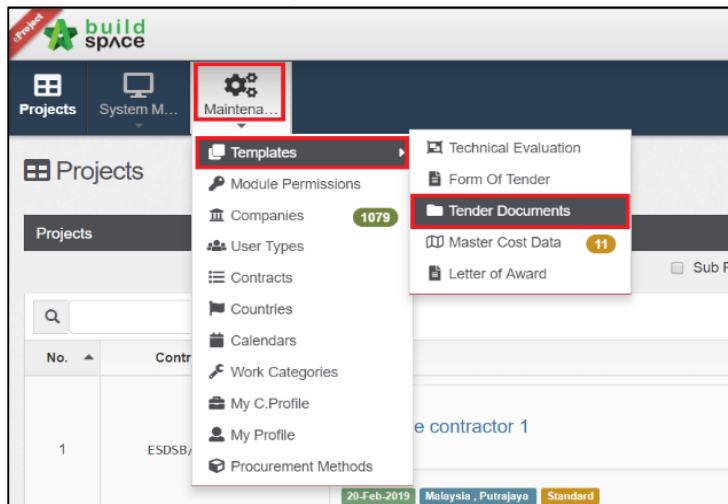 eProject
build
space
Projects
System M...
Maintena...
Projects
Templates
Module Permissions
Companies 1079
User Types
Contracts
Countries
Calendars
Work Categories
My C.Profile
My Profile
Procurement Methods
Technical Evaluation
Form Of Tender
Tender Documents
Master Cost Data 11
Letter of Award
Projects
Sub
No.
Contr
1
ESDSB/
e contractor 1
20-Feb-2019 Malaysia , Putrajaya Standard